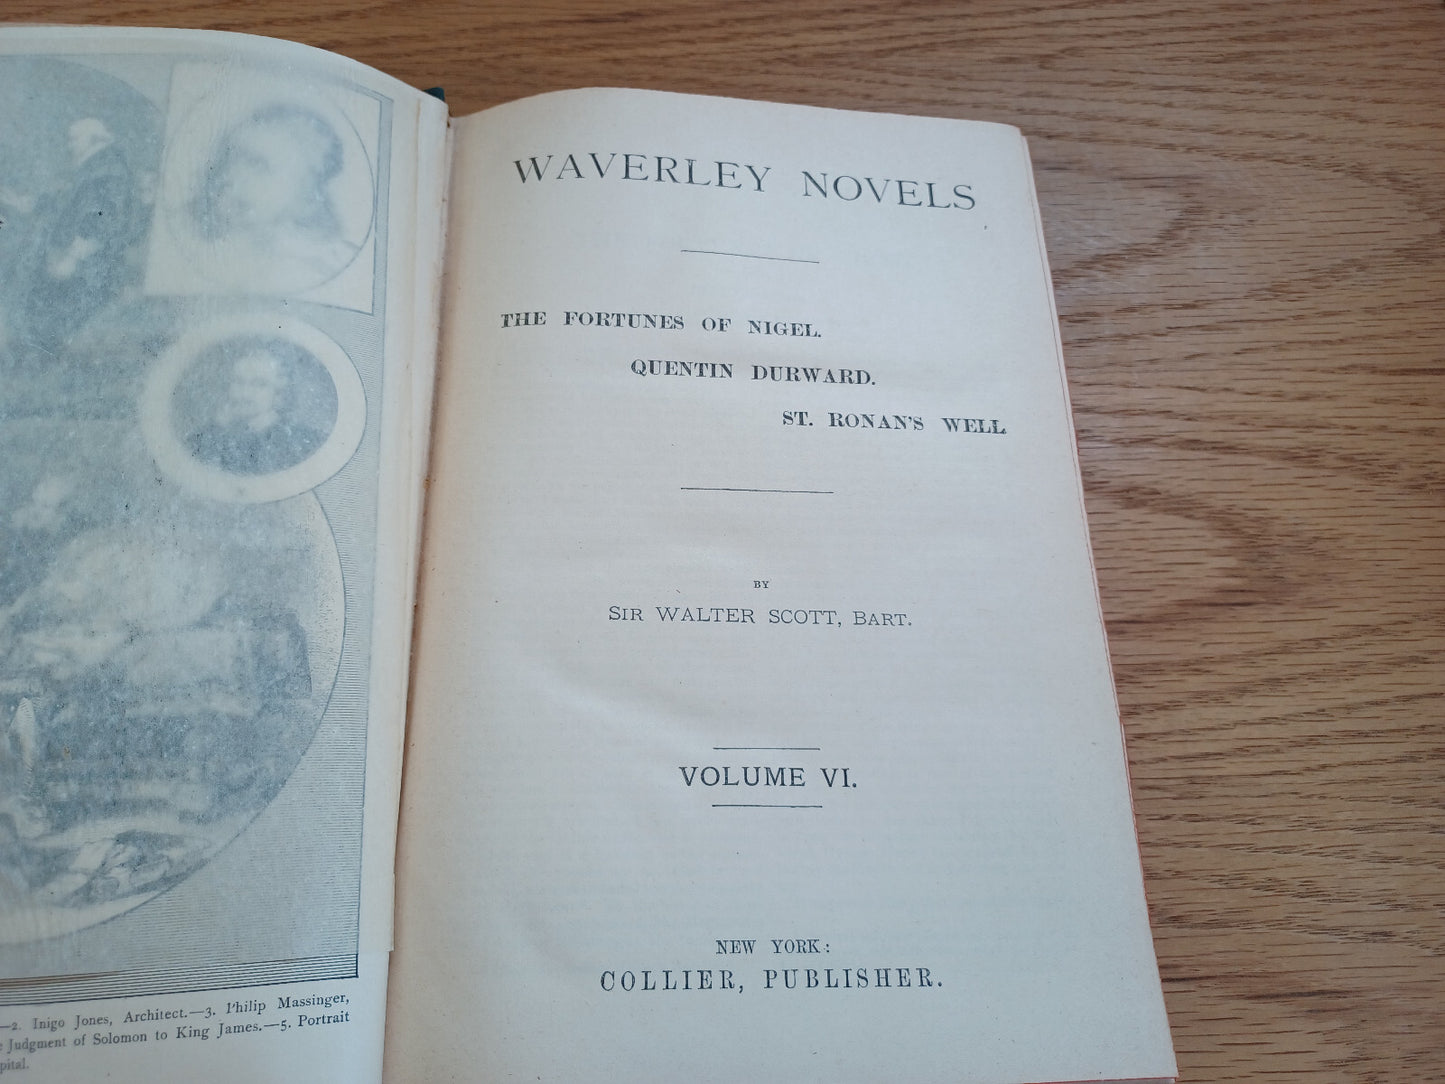 —2. Inigo Jones, Architect.—3. Philip Massinger,
Judgment of Solomon to King James.—5. Portrait
WAVERLEY NOVELS
THE FORTUNES OF NIGEL.
QUENTIN DURWARD.
ST. RONAN'S WELL
BY
SIR WALTER SCOTT, BART.
VOLUME VI.
NEW YORK:
COLLIER, PUBLISHER.